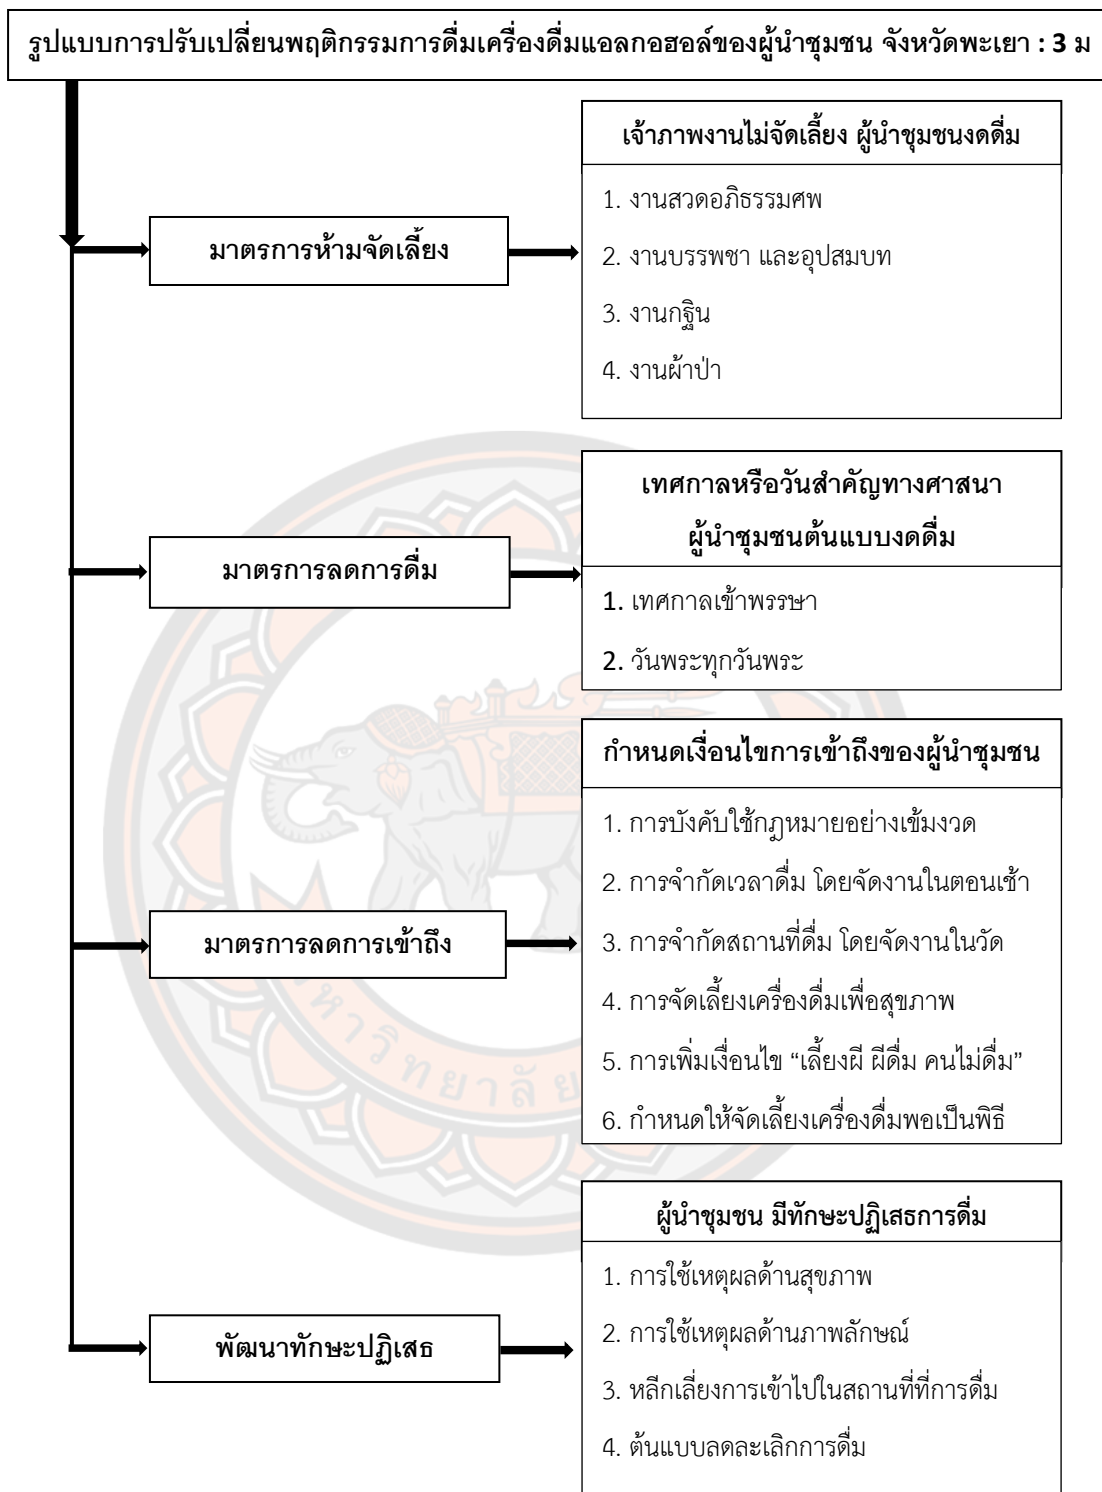 รูปแบบการปรับเปลี่ยนพฤติกรรมการดื่มเครื่องดื่มแอลกอฮอล์ของผู้นำชุมชน จังหวัดพะเยา : 3 ม
มาตรการห้ามจัดเลี้ยง
เจ้าภาพงานไม่จัดเลี้ยง ผู้นำชุมชนงดดื่ม
1. งานสวดอภิธรรมศพ
2. งานบรรพชา และอุปสมบท
3. งานกฐิน
4. งานผ้าป่า
มาตรการลดการดื่ม
เทศกาลหรือวันสำคัญทางศาสนา
ผู้นำชุมชนต้นแบบงดดื่ม
1. เทศกาลเข้าพรรษา
2. วันพระทุกวันพระ
มาตรการลดการเข้าถึง
กำหนดเงื่อนไขการเข้าถึงของผู้นำชุมชน
1. การบังคับใช้กฎหมายอย่างเข้มงวด
2. การจำกัดเวลาดื่ม โดยจัดงานในตอนเช้า
3. การจำกัดสถานที่ดื่ม โดยจัดงานในวัด
4. การจัดเลี้ยงเครื่องดื่มเพื่อสุขภาพ
5. การเพิ่มเงื่อนไข “เลี้ยงผี ผีดื่ม คนไม่ดื่ม”
6. กำหนดให้จัดเลี้ยงเครื่องดื่มพอเป็นพิธี
พัฒนาทักษะปฏิเสธ
ผู้นำชุมชน มีทักษะปฏิเสธการดื่ม
1. การใช้เหตุผลด้านสุขภาพ
2. การใช้เหตุผลด้านภาพลักษณ์
3. หลีกเลี่ยงการเข้าไปในสถานที่ที่การดื่ม
4. ต้นแบบลดละเลิกการดื่ม